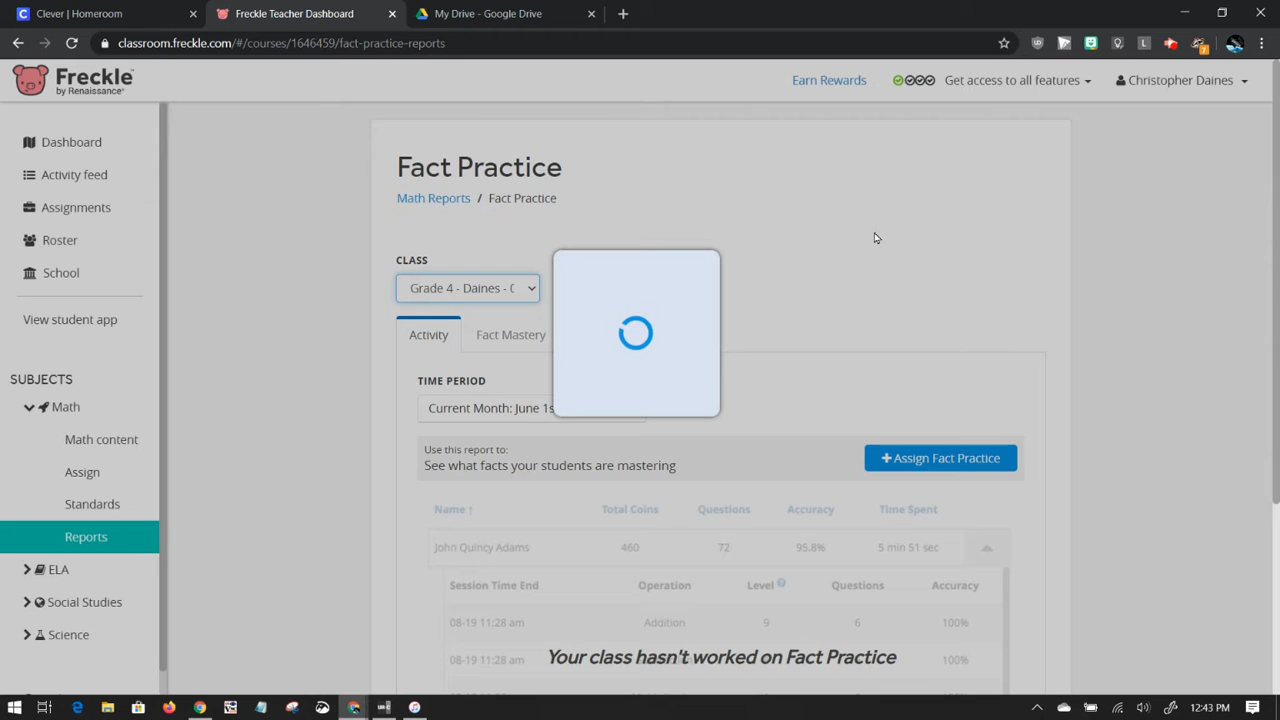 Clever | Homeroom
Freckle Teacher Dashboard
My Drive - Google Drive
classroom.freckle.com/#/courses/1646459/fact-practice-reports
Freckle
by Renaissance®
Earn Rewards
Get access to all features
Christopher Daines
Dashboard
Activity feed
Assignments
Roster
School
View student app
SUBJECTS
Math
Math content
Assign
Standards
Reports
ELA
Social Studies
Science
Fact Practice
Math Reports / Fact Practice
CLASS
Grade 4 - Daines -
Activity
Fact Mastery
TIME PERIOD
Current Month: June 1s
Use this report to:
See what facts your students are mastering
+ Assign Fact Practice
Name ↑ Total Coins Questions Accuracy Time Spent
John Quincy Adams 460 72 95.8% 5 min 51 sec
Session Time End Operation Level ? Questions Accuracy
08-19 11:28 am Addition 9 6 100%
08-19 11:28 am 100%
Your class hasn't worked on Fact Practice
12:43 PM